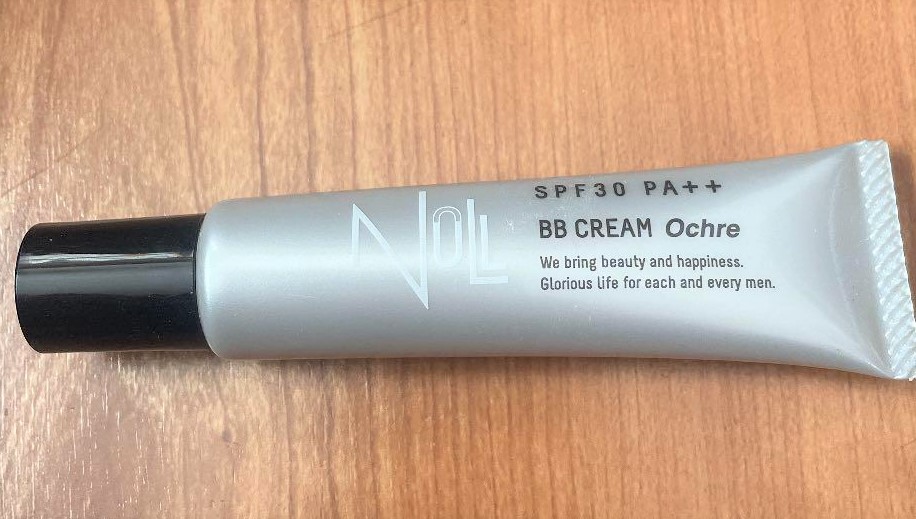 NOLL
SPF30 PA++
BB CREAM Ochre
We bring beauty and happiness.
Glorious life for each and every men.